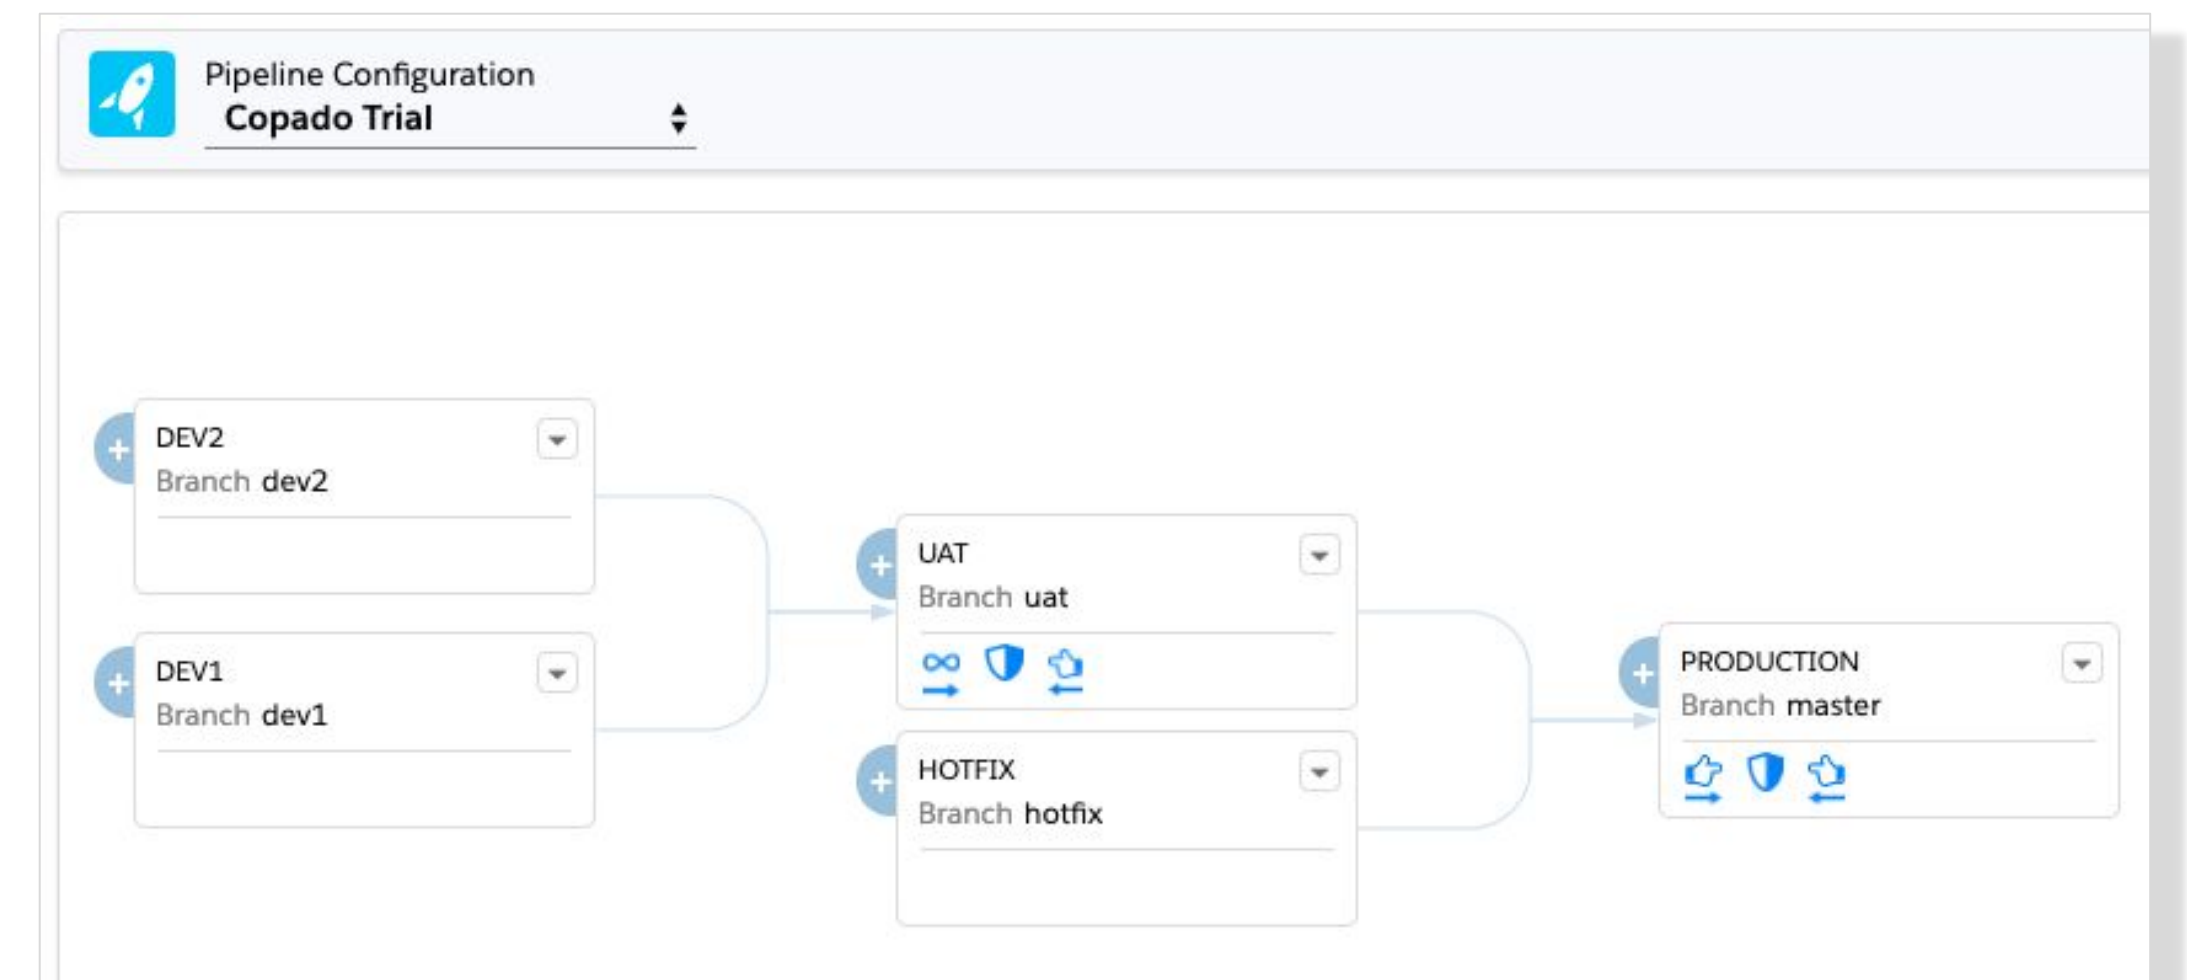 Pipeline Configuration
Copado Trial
DEV2
Branch dev2
DEV1
Branch dev1
UAT
Branch uat
HOTFIX
Branch hotfix
PRODUCTION
Branch master